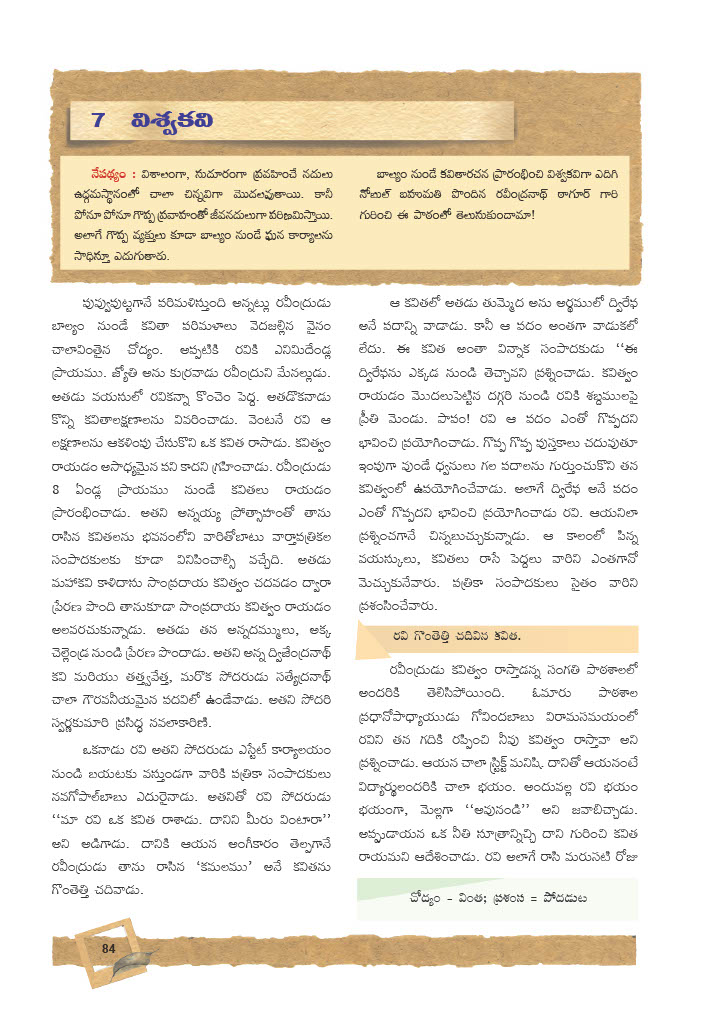 7 విశ్వకవి
నేపథ్యం : విశాలంగా, సుదూరంగా ప్రవహించే నదులు
ఉద్గమస్థానంలో చాలా చిన్నవిగా మొదలవుతాయి. కానీ
పోనూ పోనూ గొప్ప ప్రవాహంతో జీవనదులుగా పరిణమిస్తాయి.
అలాగే గొప్ప వ్యక్తులు కూడా బాల్యం నుండే ఘన కార్యాలను
సాధిస్తూ ఎదుగుతారు.
బాల్యం నుండే కవితారచన ప్రారంభించి విశ్వకవిగా ఎదిగి
నోబుల్ బహుమతి పొందిన రవీంద్రనాథ్ ఠాగూర్ గారి
గురించి ఈ పాఠంలో తెలుసుకుందామా!
పువ్వుపుట్టగానే పరిమళిస్తుంది అన్నట్లు రవీంద్రుడు
బాల్యం నుండే కవితా పరిమళాలు వెదజల్లిన వైనం
చాలావింతైన చోద్యం. అప్పటికి రవికి ఎనిమిదేండ్ల
ప్రాయము. జ్యోతి అను కుర్రవాడు రవీంద్రుని మేనల్లుడు.
అతడు వయసులో రవికన్నా కొంచెం పెద్ద. అతడొకనాడు
కొన్ని కవితాలక్షణాలను వివరించాడు. వెంటనే రవి ఆ
లక్షణాలను ఆకళింపు చేసుకొని ఒక కవిత రాసాడు. కవిత్వం
రాయడం అసాధ్యమైన పని కాదని గ్రహించాడు. రవీంద్రుడు
8 ఏండ్ల ప్రాయము నుండే కవితలు రాయడం
ప్రారంభించాడు. అతని అన్నయ్య ప్రోత్సాహంతో తాను
రాసిన కవితలను భవనంలోని వారితోబాటు వార్తాపత్రికల
సంపాదకులకు కూడా వినిపించాల్సి వచ్చేది. అతడు
మహాకవి కాళిదాసు సాంప్రదాయ కవిత్వం చదవడం ద్వారా
ప్రేరణ పొంది తానుకూడా సాంప్రదాయ కవిత్వం రాయడం
అలవరచుకున్నాడు. అతడు తన అన్నదమ్ములు, అక్క
చెల్లెండ్ర నుండి ప్రేరణ పొందాడు. అతని అన్న ద్విజేంద్రనాథ్
కవి మరియు తత్త్వవేత్త, మరొక సోదరుడు సత్యేద్రనాథ్
చాలా గౌరవనీయమైన పదవిలో ఉండేవాడు. అతని సోదరి
స్వర్ణకుమారి ప్రసిద్ధ నవలాకారిణి.
ఒకనాడు రవి అతని సోదరుడు ఎస్టేట్ కార్యాలయం
నుండి బయటకు వస్తుండగా వారికి పత్రికా సంపాదకులు
నవగోపాల్‌బాబు ఎదురైనాడు. అతనితో రవి సోదరుడు
‘‘మా రవి ఒక కవిత రాశాడు. దానిని మీరు వింటారా’’
అని అడిగాడు. దానికి ఆయన అంగీకారం తెల్పగానే
రవీంద్రుడు తాను రాసిన ‘కమలము’ అనే కవితను
గొంతెత్తి చదివాడు.
ఆ కవితలో అతడు తుమ్మెద అను అర్థములో ద్విరేఫ
అనే పదాన్ని వాడాడు. కానీ ఆ పదం అంతగా వాడుకలో
లేదు. ఈ కవిత అంతా విన్నాక సంపాదకుడు ‘‘ఈ
ద్విరేఫను ఎక్కడ నుండి తెచ్చావని ప్రశ్నించాడు. కవిత్వం
రాయడం మొదలుపెట్టిన దగ్గరి నుండి రవికి శబ్దములపై
ప్రీతి మెండు. పాపం! రవి ఆ పదం ఎంతో గొప్పదని
భావించి ప్రయోగించాడు. గొప్ప గొప్ప పుస్తకాలు చదువుతూ
ఇంపుగా వుండే ధ్వనులు గల పదాలను గుర్తుంచుకొని తన
కవిత్వంలో ఉపయోగించేవాడు. అలాగే ద్విరేఫ అనే పదం
ఎంతో గొప్పదని భావించి ప్రయోగించాడు రవి. ఆయనిలా
ప్రశ్నించగానే చిన్నబుచ్చుకున్నాడు. ఆ కాలంలో పిన్న
వయస్కులు, కవితలు రాసే పెద్దలు వారిని ఎంతగానో
మెచ్చుకునేవారు. పత్రికా సంపాదకులు సైతం వారిని
ప్రశంసించేవారు.
రవి గొంతెత్తి చదివిన కవిత.
రవీంద్రుడు కవిత్వం రాస్తాడన్న సంగతి పాఠశాలలో
అందరికి తెలిసిపోయింది. ఓమారు పాఠశాల
ప్రధానోపాధ్యాయుడు గోవిందబాబు విరామసమయంలో
రవిని తన గదికి రప్పించి నీవు కవిత్వం రాస్తావా అని
ప్రశ్నించాడు. ఆయన చాలా స్ట్రిక్ట్ మనిషి. దానితో ఆయనంటే
విద్యార్థులందరికి చాలా భయం. అందువల్ల రవి భయం
భయంగా, మెల్లగా ‘‘అవునండి’’ అని జవాబిచ్చాడు.
అప్పుడాయన ఒక నీతి సూత్రాన్నిచ్చి దాని గురించి కవిత
రాయమని ఆదేశించాడు. రవి అలాగే రాసి మరుసటి రోజు
చోద్యం - వింత; ప్రశంస = పొదడుట
84